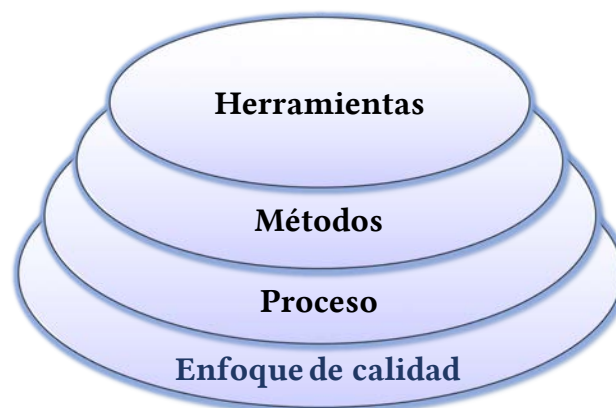 Herramientas
Métodos
Proceso
Enfoque de calidad